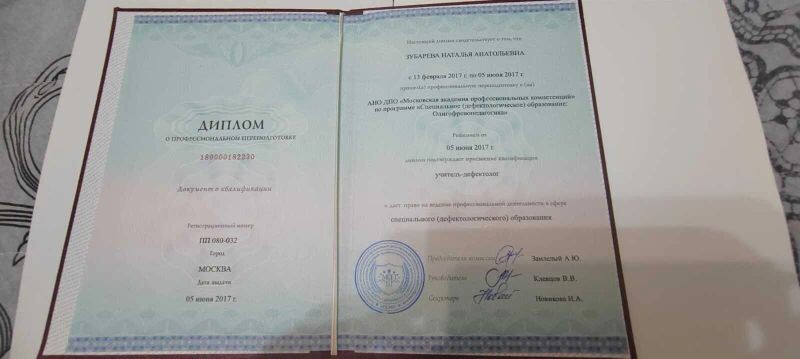 ДИПЛОМ
О ПРОФЕССИОНАЛЬНОЙ ПЕРЕПОДГОТОВКЕ
180000182230
Документ о квалификации
Регистрационный номер
ПП 080-032
Город
МОСКВА
Дата выдачи
05 июня 2017 г.
Настоящий диплом свидетельствует о том, что
ЗУБАРЕВА НАТАЛЬЯ АНАТОЛЬЕВНА
с 13 февраля 2017 г. по 05 июня 2017 г.
прошел(а) профессиональную переподготовку в (на)
АНО ДПО «Московская академия профессиональных компетенций»
по программе «Специальное (дефектологическое) образование:
Олигофренопедагогика»
Решением от
05 июня 2017 г.
диплом подтверждает присвоение квалификации
учитель-дефектолог
и дает право на ведение профессиональной деятельности в сфере
специального (дефектологического) образования
Председатель комиссии
А.Ю.
Руководитель
Клевцов В.В.
Секретарь
Новикова И.А.